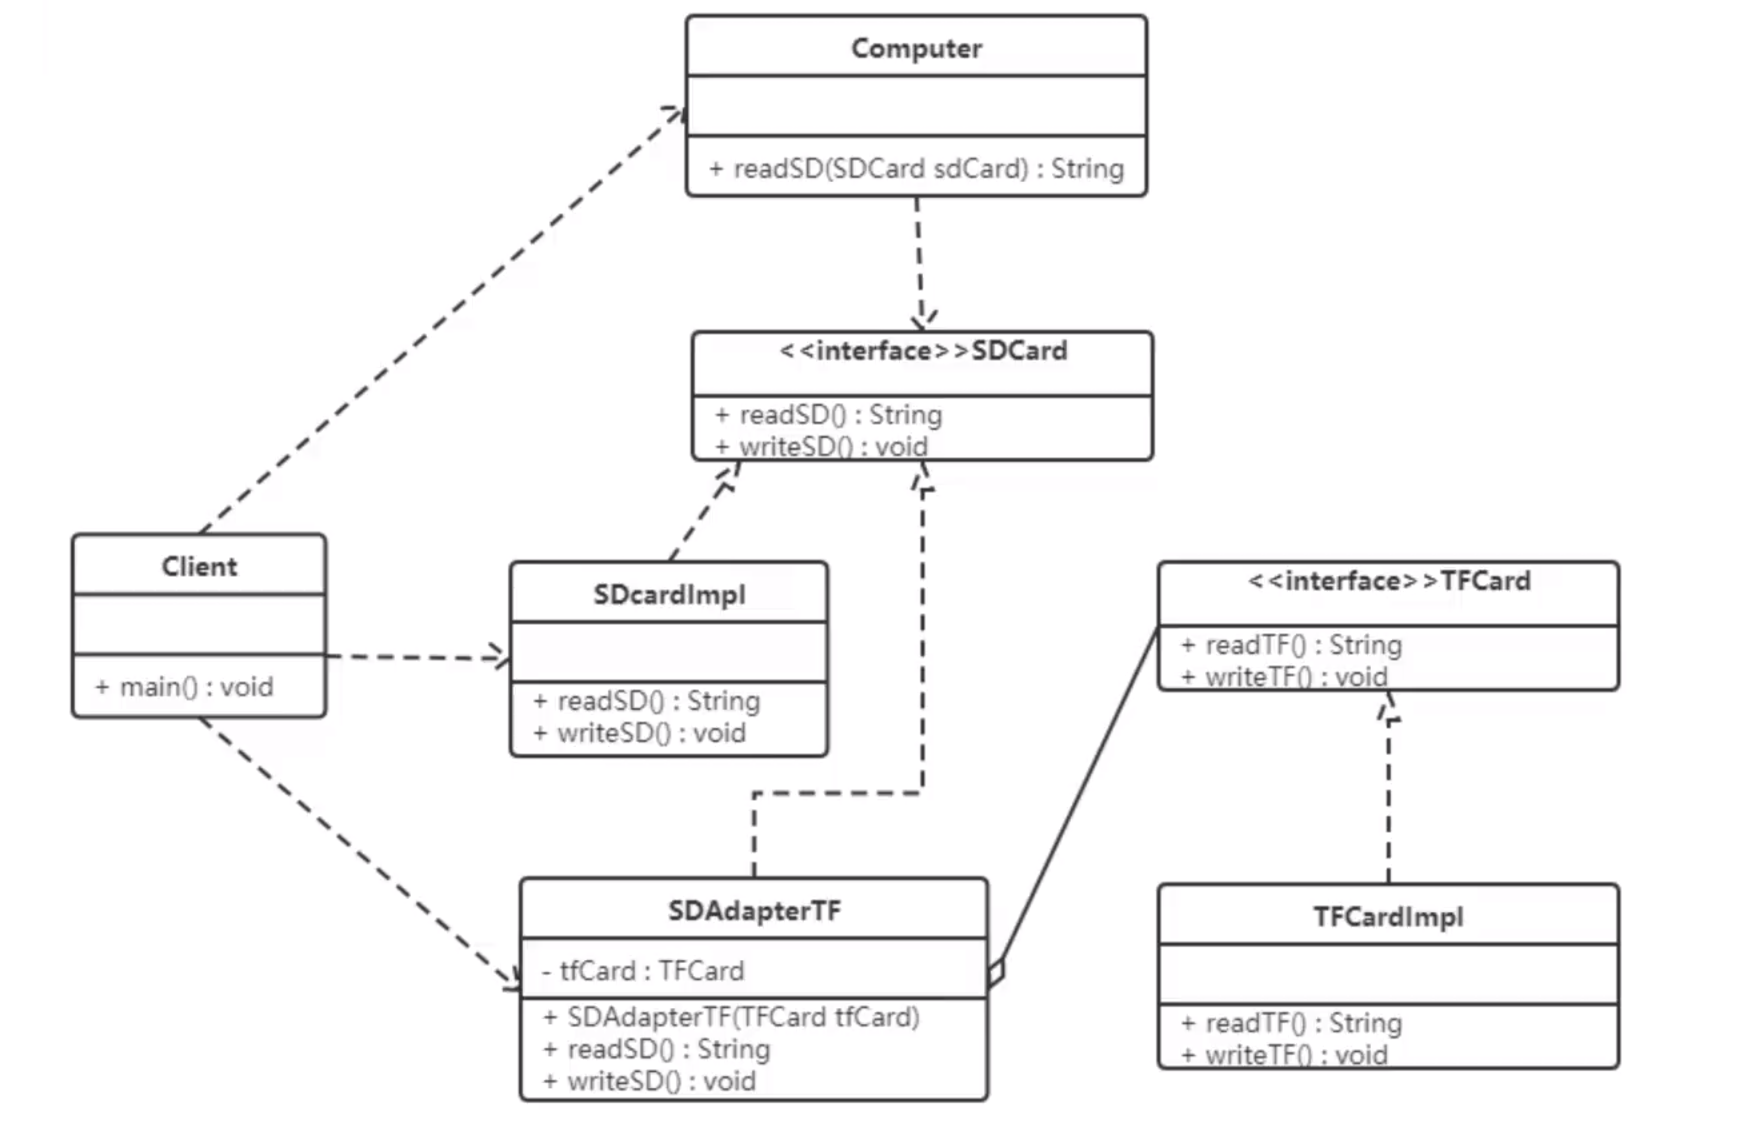 Computer
+ readSD(SDCard sdCard) : String
<<interface>>SDCard
+ readSD() : String
+ writeSD() : void
Client
+ main() : void
SDcardImpl
+ readSD() : String
+ writeSD() : void
<<interface>>TFCard
+ readTF() : String
+ writeTF() : void
SDAdapterTF
- tfCard : TFCard
+ SDAdapterTF(TFCard tfCard)
+ readSD() : String
+ writeSD() : void
TFCardImpl
+ readTF() : String
+ writeTF() : void